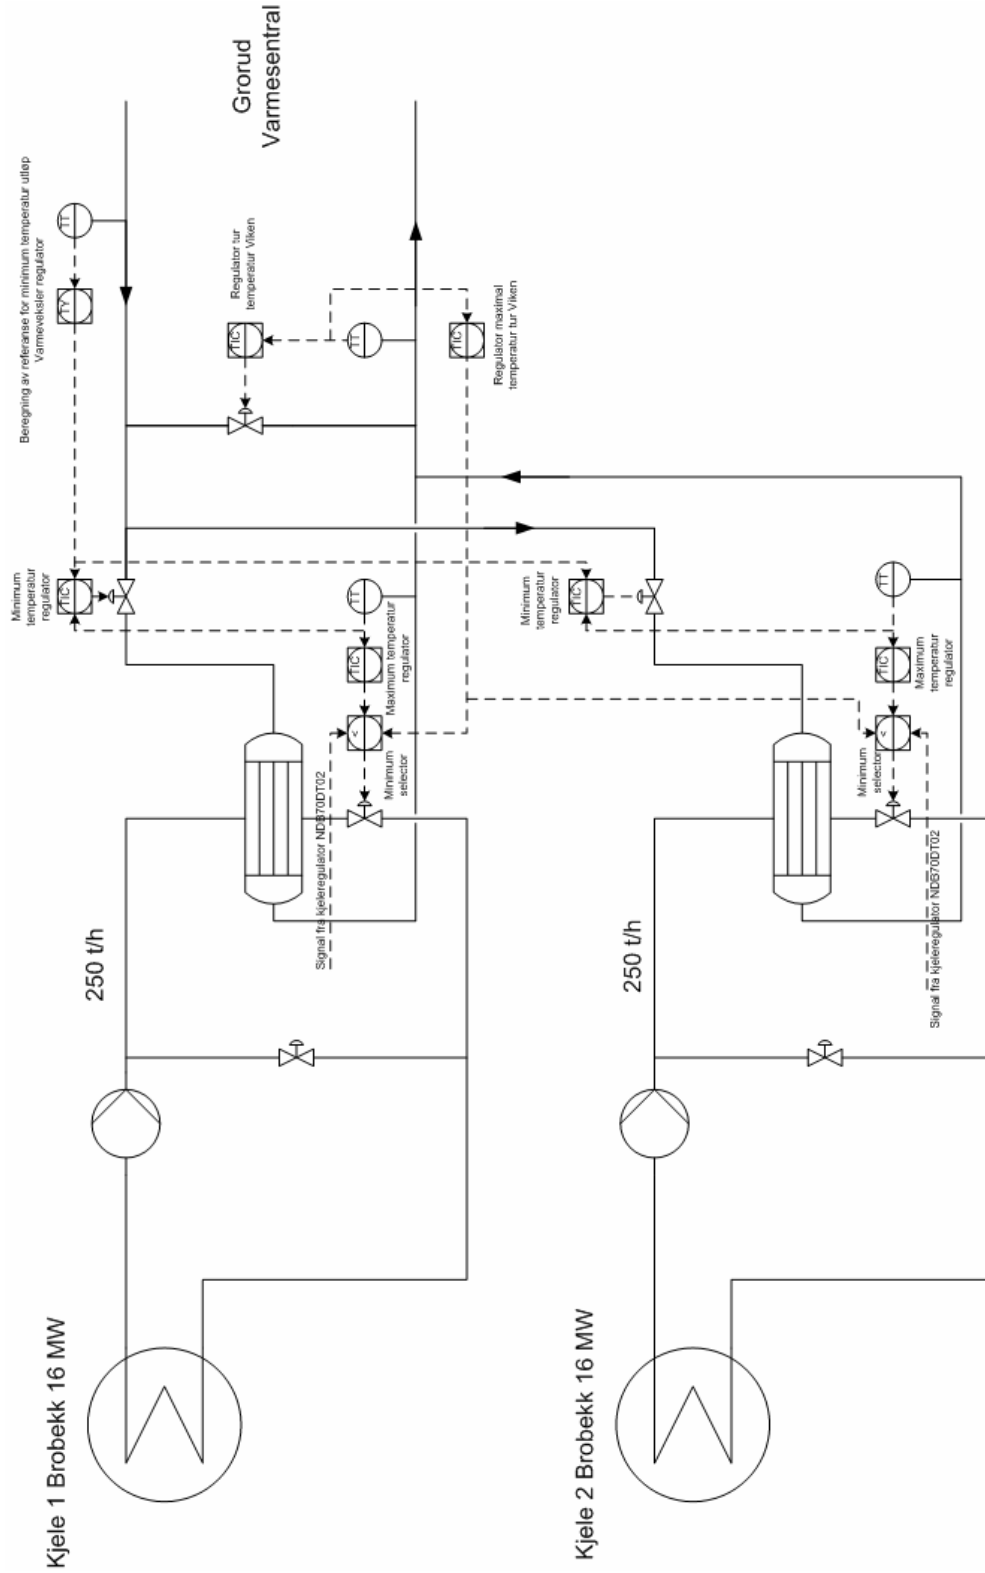 Grorud
Varmesentral
Beregning av referanse for minimum temperatur utløp
Varmeveksler regulator
TT
TY
Regulator tur
temperatur Viken
TIC
TT
TIC
Regulator maximal
temperatur tur Viken
Minimum
temperatur
regulator
TIC
TT
TIC
Maximum temperatur
regulator
<
Minimum
selector
Signal fra kjeleregulator NDB70DT02
250 t/h
Kjele 1 Brobekk 16 MW
Minimum
temperatur
regulator
TIC
TT
TIC
Maximum
temperatur
regulator
<
Minimum
selector
Signal fra kjeleregulator NDB70DT02
250 t/h
Kjele 2 Brobekk 16 MW